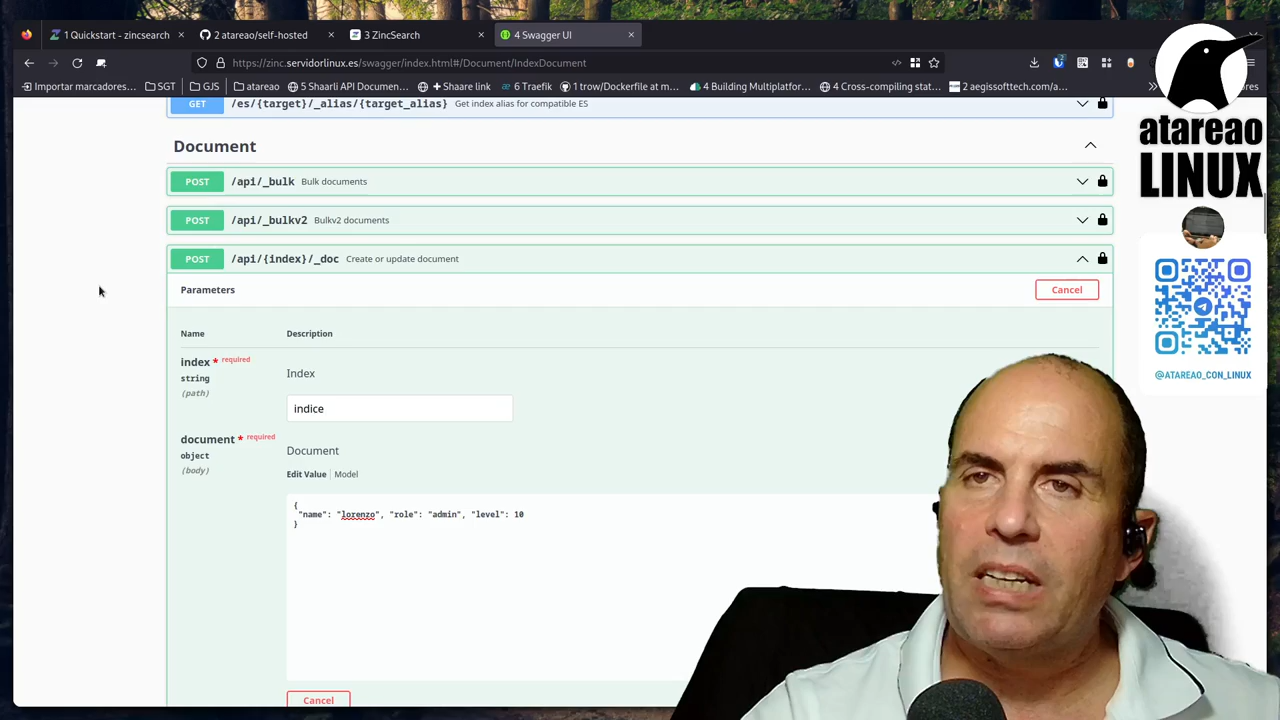 1 Quickstart - zincsearch
2 atareao/self-hosted
3 ZincSearch
4 Swagger UI
https://zinc.servidorlinux.es/swagger/index.html#/Document/IndexDocument
Importar marcadores…
SGT
GJS
atareao
5 Shaarli API Documen…
Share link
6 Traefik
1 trow/Dockerfile at m…
4 Building Multiplatfor…
4 Cross-compiling stat…
2 aegissofttech.com/a…
ores
GET /es/{target}/_alias/{target_alias} Get index alias for compatible ES
Document
POST /api/_bulk Bulk documents
POST /api/_bulkv2 Bulkv2 documents
POST /api/{index}/_doc Create or update document
Parameters
Cancel
Name Description
index * required
string
(path)
Index
indice
document * required
object
(body)
Document
Edit Value | Model
{
"name": "lorenzo", "role": "admin", "level": 10
}
Cancel
atareao
LINUX
@ATAREAO_CON_LINUX